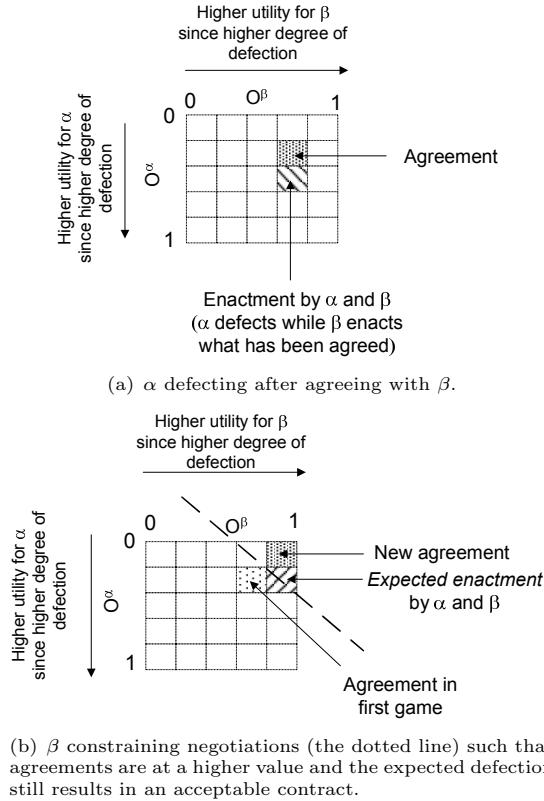 Higher utility for β
since higher degree of
defection
0
Oβ
1
0
Higher utility for α
since higher degree of
defection
Oα
Agreement
1
Enactment by α and β
(α defects while β enacts
what has been agreed)
(a) α defecting after agreeing with β.
Higher utility for β
since higher degree of
defection
0
Oβ
1
0
New agreement
Higher utility for α
since higher degree of
defection
Oα
Expected enactment
by α and β
1
Agreement in
first game
(b) β constraining negotiations (the dotted line) such tha
agreements are at a higher value and the expected defection
still results in an acceptable contract.